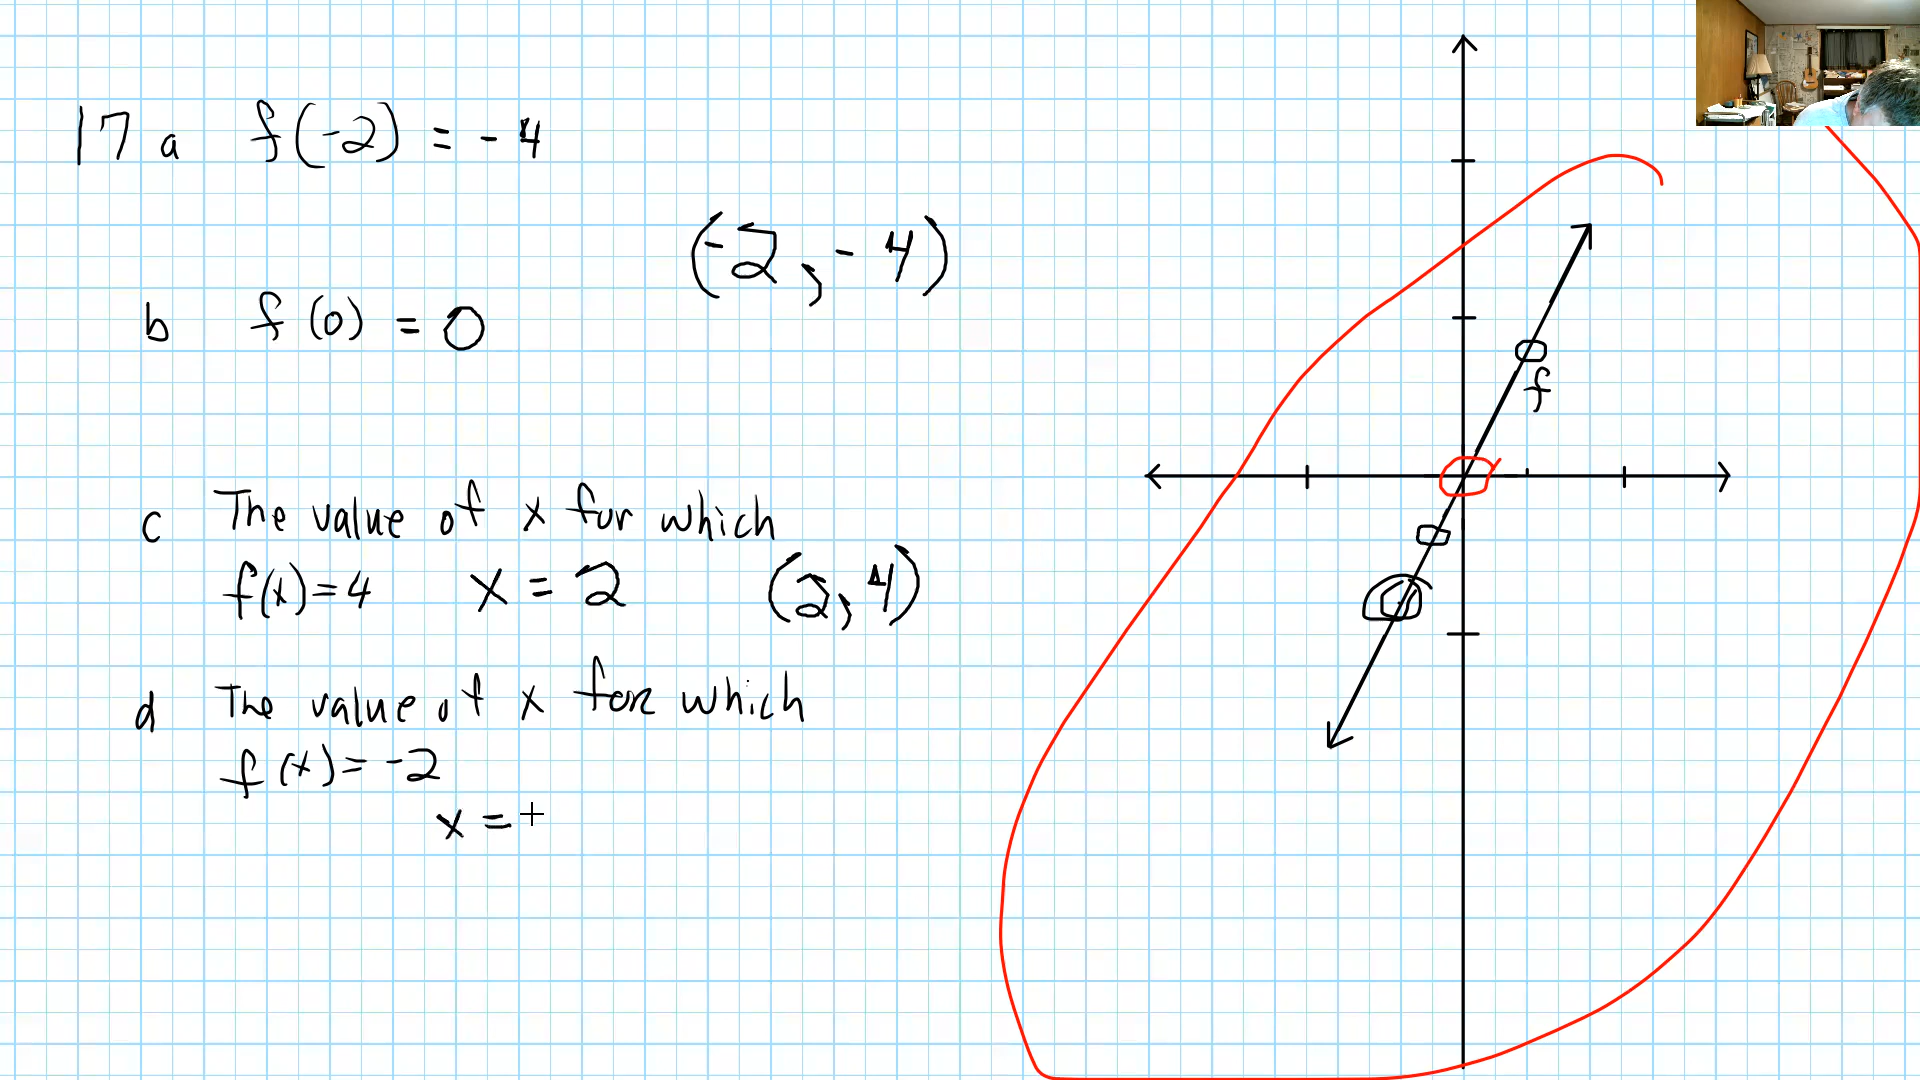 17 a f(-2) = -4
(-2, -4)
b f(0) = 0
f
c The value of x for which
f(x)=4 x = 2 (2, 4)
d The value of x for which
f(x)= -2
x =